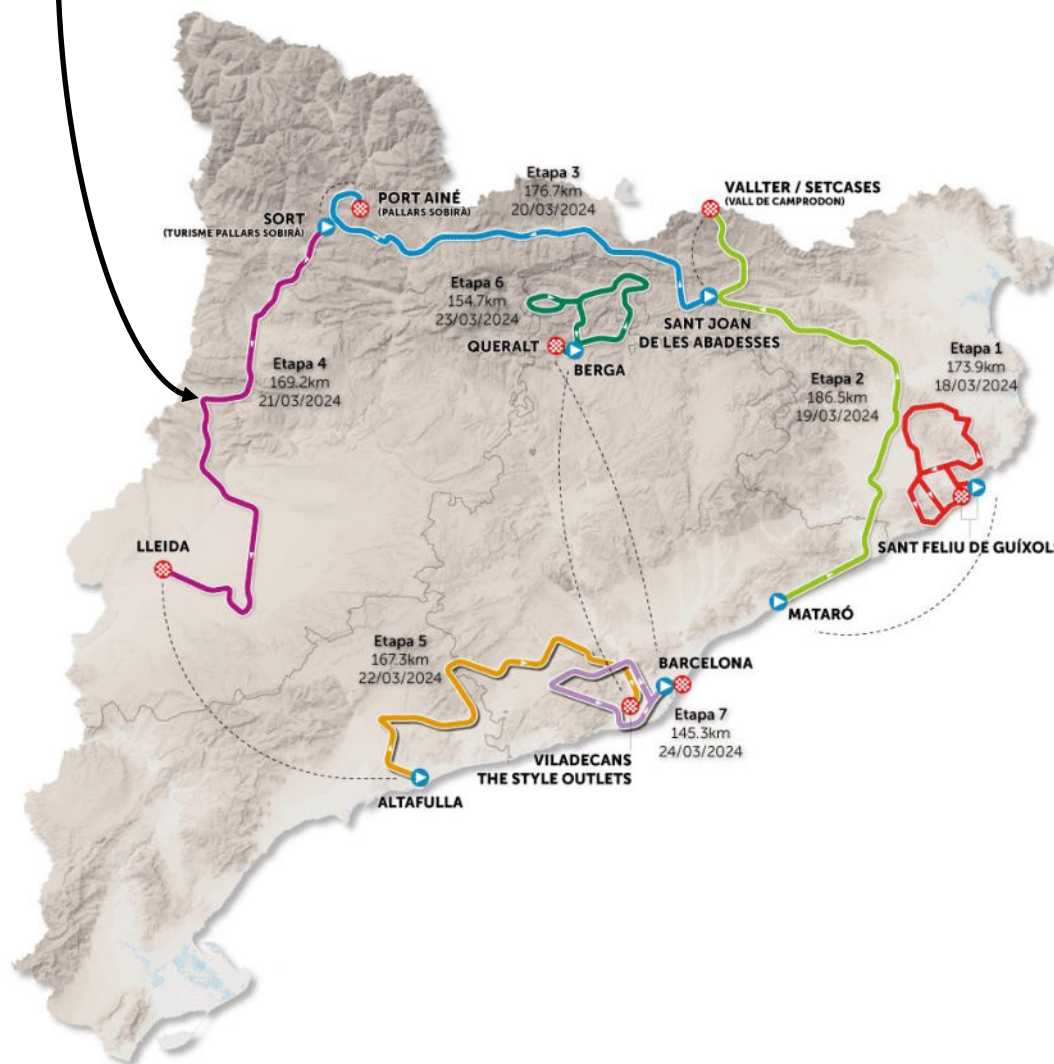 Etapa 3
176.7km
20/03/2024
VALLTER / SETCASES
(VALL DE CAMPRODON)
PORT AINÉ
(PALLARS SOBIRÀ)
SORT
(TURISME PALLARS SOBIRÀ)
Etapa 6
154.7km
23/03/2024
SANT JOAN
DE LES ABADESSES
QUERALT
BERGA
Etapa 1
173.9km
18/03/2024
Etapa 4
169.2km
21/03/2024
Etapa 2
186.5km
19/03/2024
LLEIDA
SANT FELIU DE GUÍXOLS
MATARÓ
Etapa 5
167.3km
22/03/2024
BARCELONA
Etapa 7
145.3km
24/03/2024
VILADECANS
THE STYLE OUTLETS
ALTAFULLA